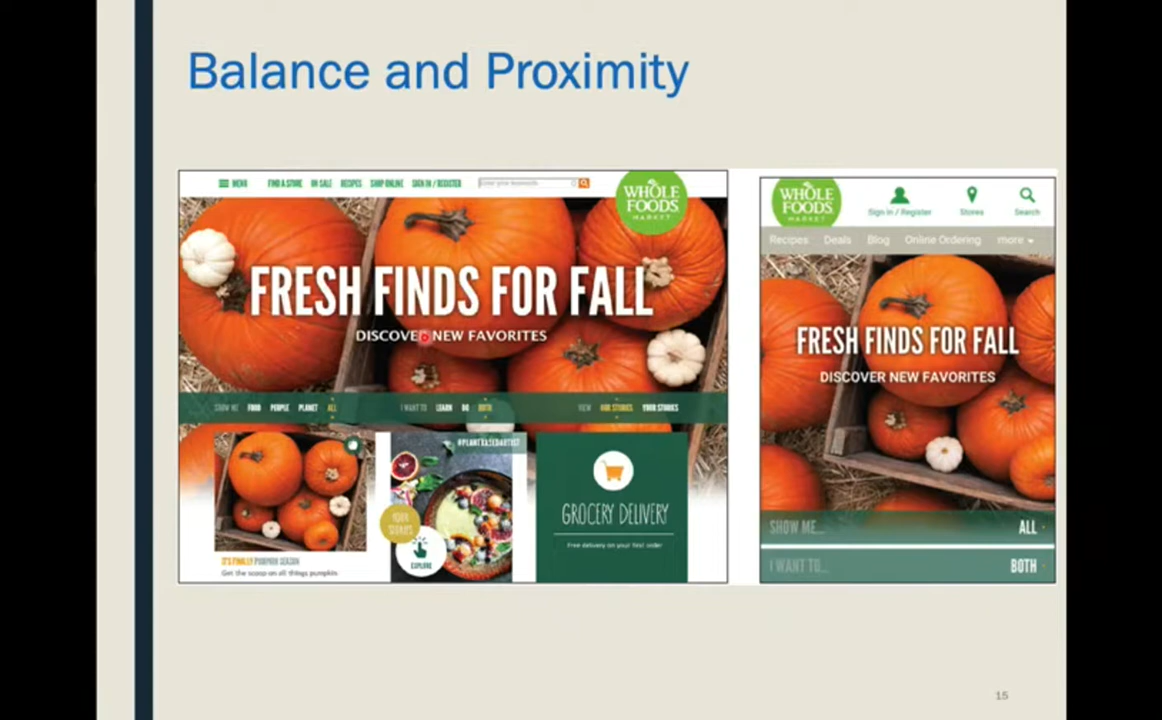 Balance and Proximity
MENU FIND A STORE ON SALE RECIPES SHOP ONLINE SIGN IN / REGISTER
WHOLE
FOODS
MARKET
FRESH FINDS FOR FALL
DISCOVER NEW FAVORITES
SHOW ME FOOD PEOPLE PLANET ALL I WANT TO LEARN DO BOTH VIEW OUR STORIES YOUR STORIES
IT'S FINALLY PUMPKIN SEASON
Get the scoop on all things pumpkin
#PLANTBASEDARTIST
YOUR
STORIES
EXPLORE
GROCERY DELIVERY
Free delivery on your first order
WHOLE
FOODS
MARKET
Sign In / Register Stores Search
Recipes Deals Blog Online Ordering more
FRESH FINDS FOR FALL
DISCOVER NEW FAVORITES
SHOW ME... ALL
I WANT TO... BOTH
15